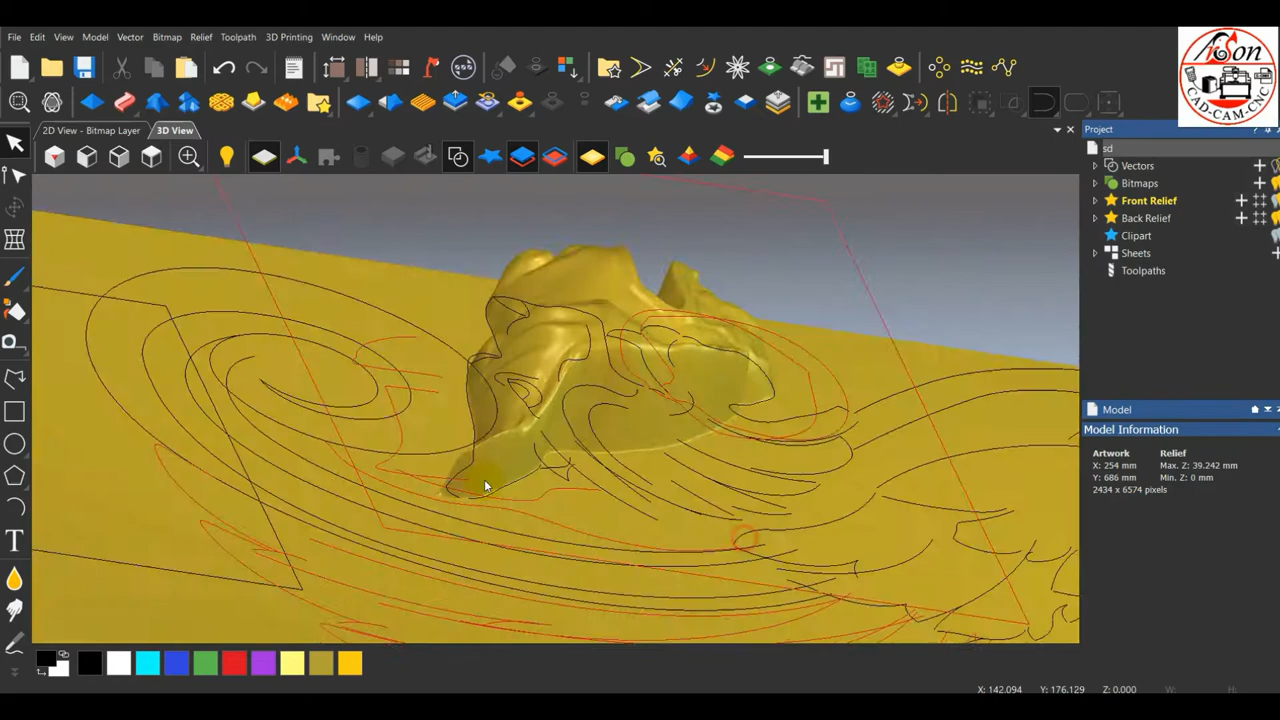 File Edit View Model Vector Bitmap Relief Toolpath 3D Printing Window Help
ArSon
CAD-CAM-CNC
2D View - Bitmap Layer 3D View
Project
sd
Vectors
Bitmaps
Front Relief
Back Relief
Clipart
Sheets
Toolpaths
Model
Model Information
Artwork Relief
X: 254 mm Max. Z: 39.242 mm
Y: 686 mm Min. Z: 0 mm
2434 x 6574 pixels
X: 142.094 Y: 176.129 Z: 0.000 W: H: